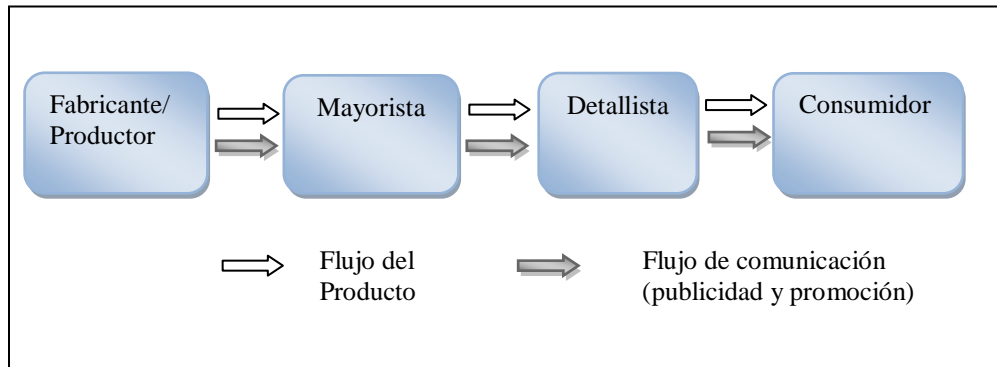 Fabricante/
Productor
Mayorista
Detallista
Consumidor
Flujo del
Producto
Flujo de comunicación
(publicidad y promoción)